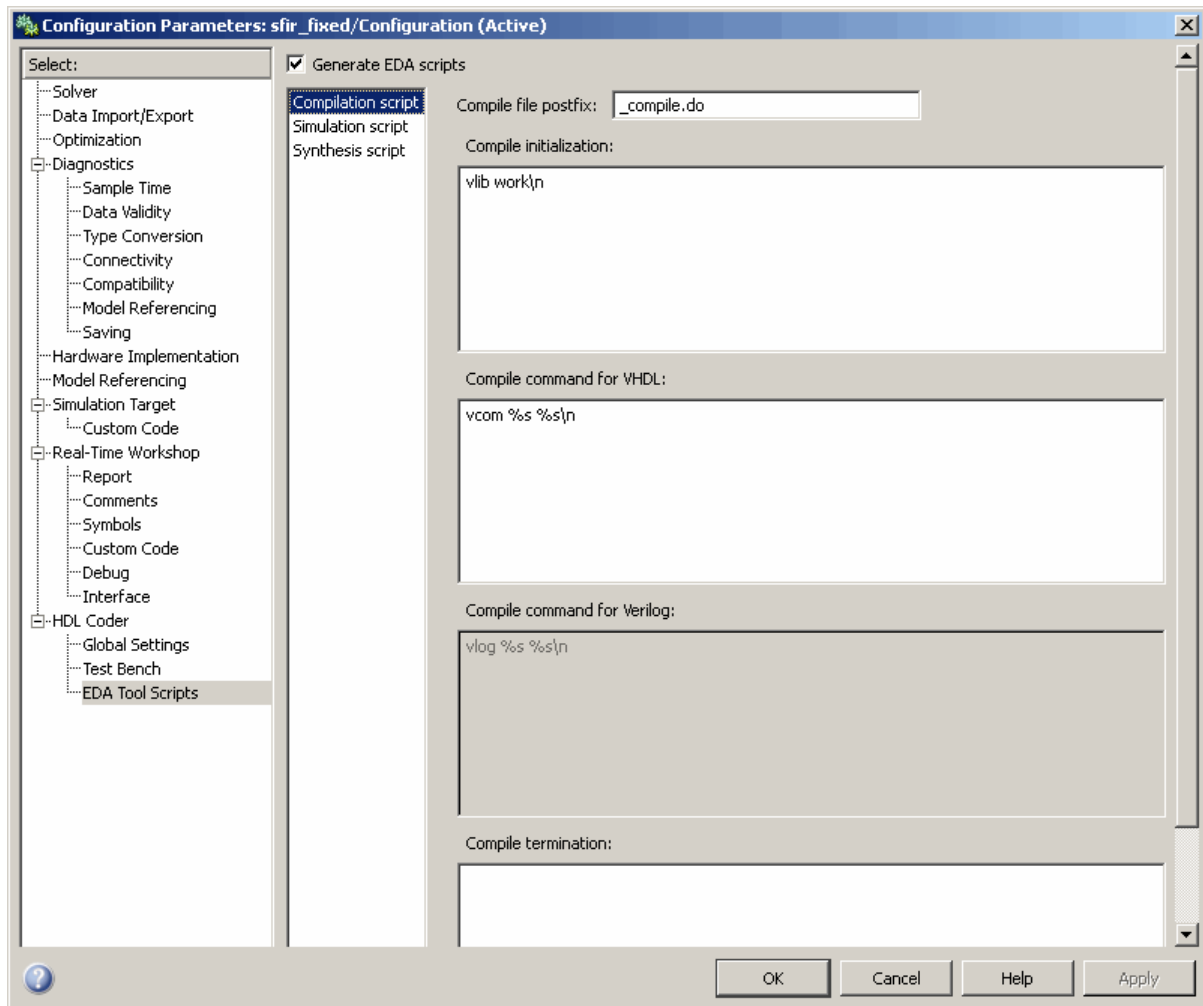 Configuration Parameters: sfir_fixed/Configuration (Active)
Select:
Solver
Data Import/Export
Optimization
Diagnostics
Sample Time
Data Validity
Type Conversion
Connectivity
Compatibility
Model Referencing
Saving
Hardware Implementation
Model Referencing
Simulation Target
Custom Code
Real-Time Workshop
Report
Comments
Symbols
Custom Code
Debug
Interface
HDL Coder
Global Settings
Test Bench
EDA Tool Scripts
Generate EDA scripts
Compilation script
Simulation script
Synthesis script
Compile file postfix: _compile.do
Compile initialization:
vlib work\n
Compile command for VHDL:
vcom %s %s\n
Compile command for Verilog:
vlog %s %s\n
Compile termination:
OK
Cancel
Help
Apply